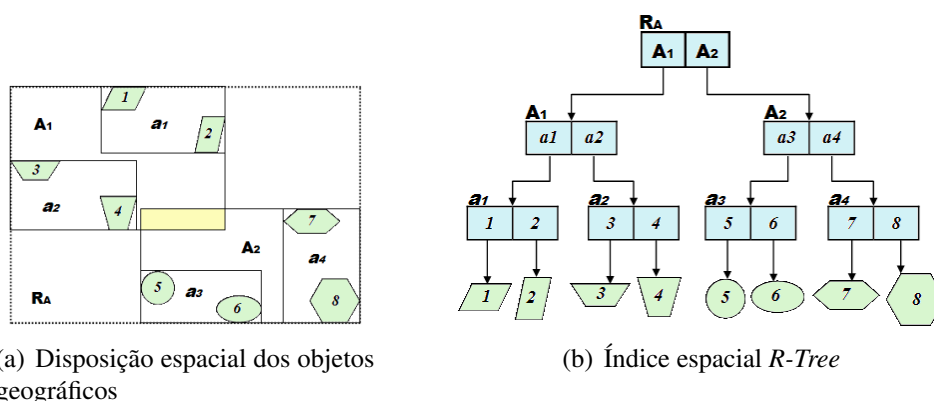 A1
1
a1
2
3
a2
4
7
A2
a4
5
a3
6
8
RA
RA
A1 A2
A1
A2
a1 a2
a3 a4
a1
a2
a3
a4
1 2
3 4
5 6
7 8
1
2
3
4
5
6
7
8
(a) Disposição espacial dos objetos
geográficos
(b) Índice espacial R-Tree